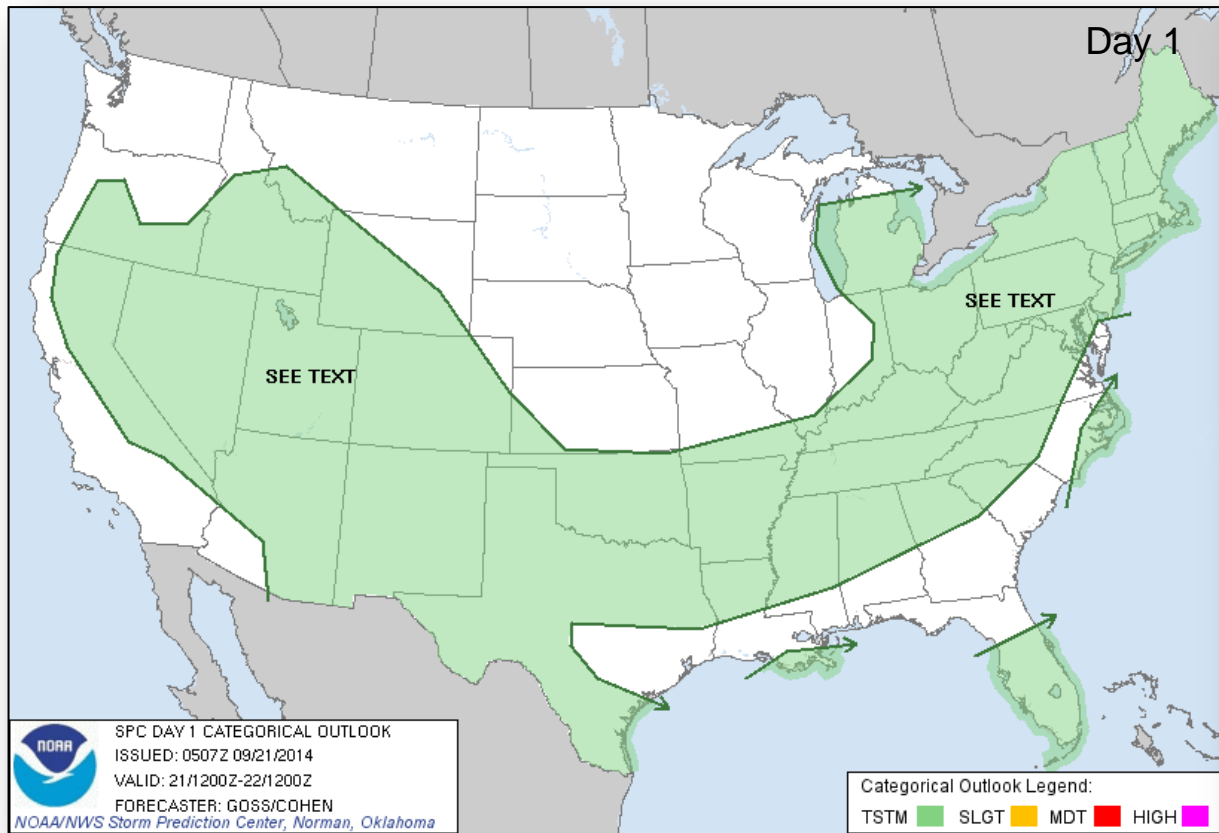 Day 1
SEE TEXT
SEE TEXT
NOAA
SPC DAY 1 CATEGORICAL OUTLOOK
ISSUED: 0507Z 09/21/2014
VALID: 21/1200Z-22/1200Z
FORECASTER: GOSS/COHEN
NOAA/NWS Storm Prediction Center, Norman, Oklahoma
Categorical Outlook Legend:
TSTM SLGT MDT HIGH